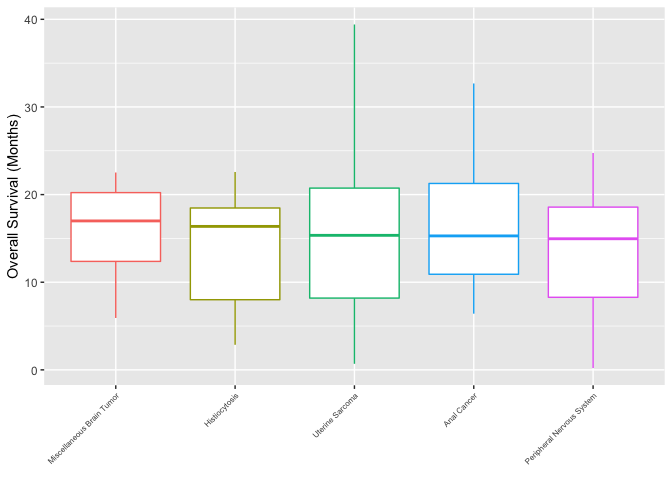 Overall Survival (Months)
40
30
20
10
0
Miscellaneous Brain Tumor
Histiocytosis
Uterine Sarcoma
Anal Cancer
Peripheral Nervous System